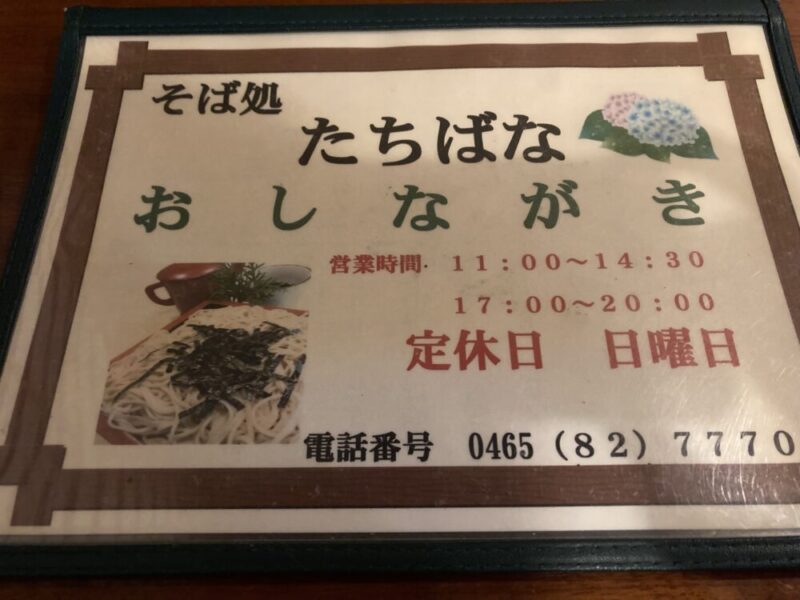 そば処
たちばな
おしながき
営業時間 11:00～14:30
17:00～20:00
定休日 日曜日
電話番号 0465(82)7770